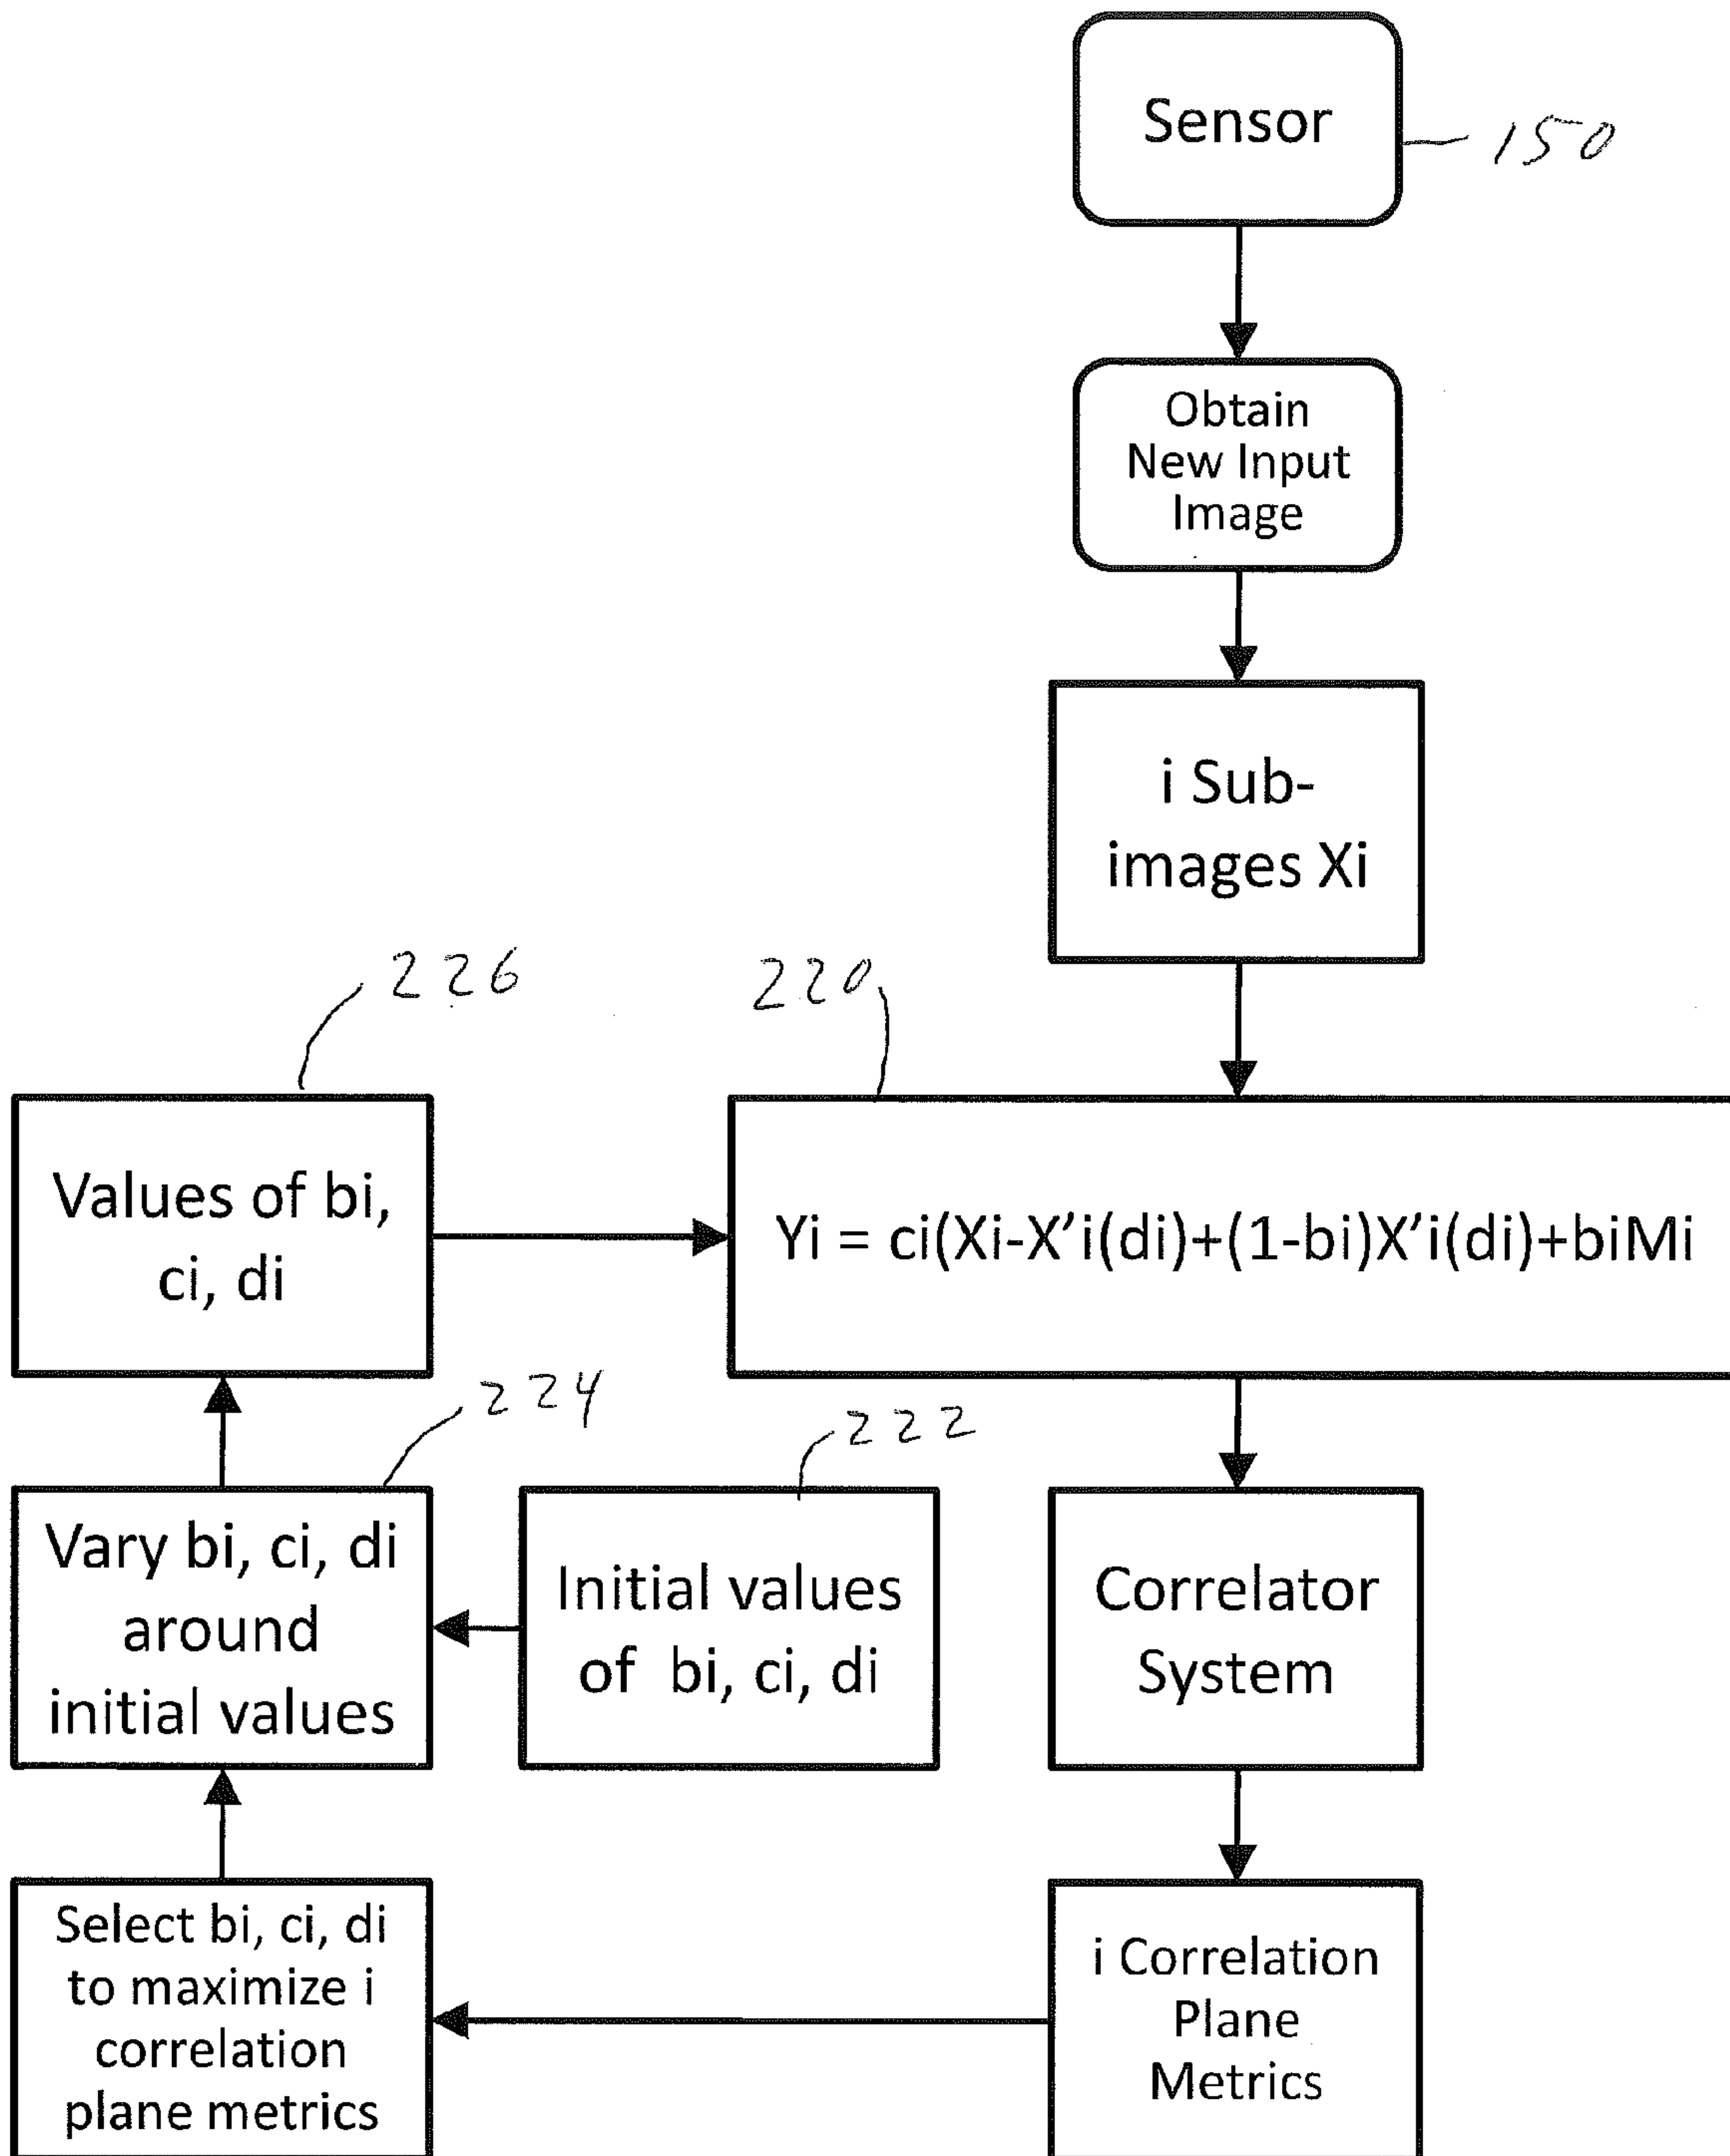 Sensor
150
Obtain
New Input
Image
i Sub-
images Xi
226
220
Values of bi,
ci, di
Yi = ci(Xi-X’i(di)+(1-bi)X’i(di)+biMi
224
222
Vary bi, ci, di
around
initial values
Initial values
of bi, ci, di
Correlator
System
Select bi, ci, di
to maximize i
correlation
plane metrics
i Correlation
Plane
Metrics